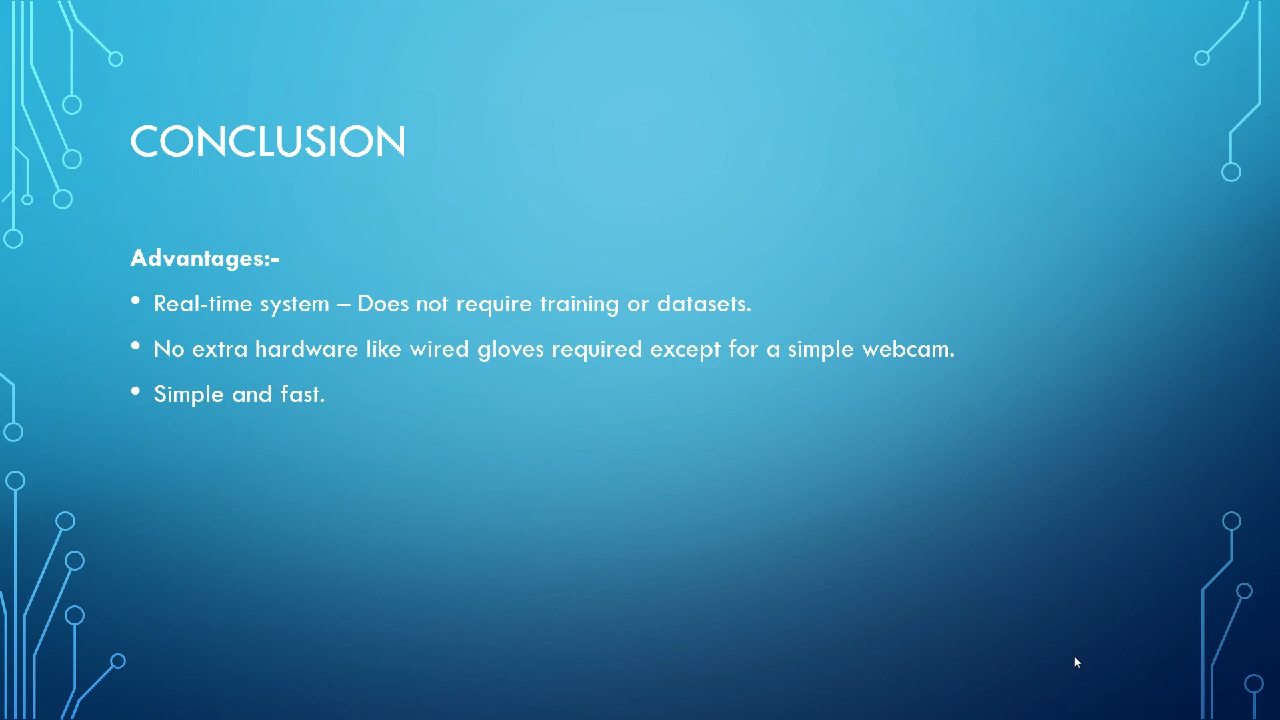 CONCLUSION
Advantages:-
• Real-time system – Does not require training or datasets.
• No extra hardware like wired gloves required except for a simple webcam.
• Simple and fast.